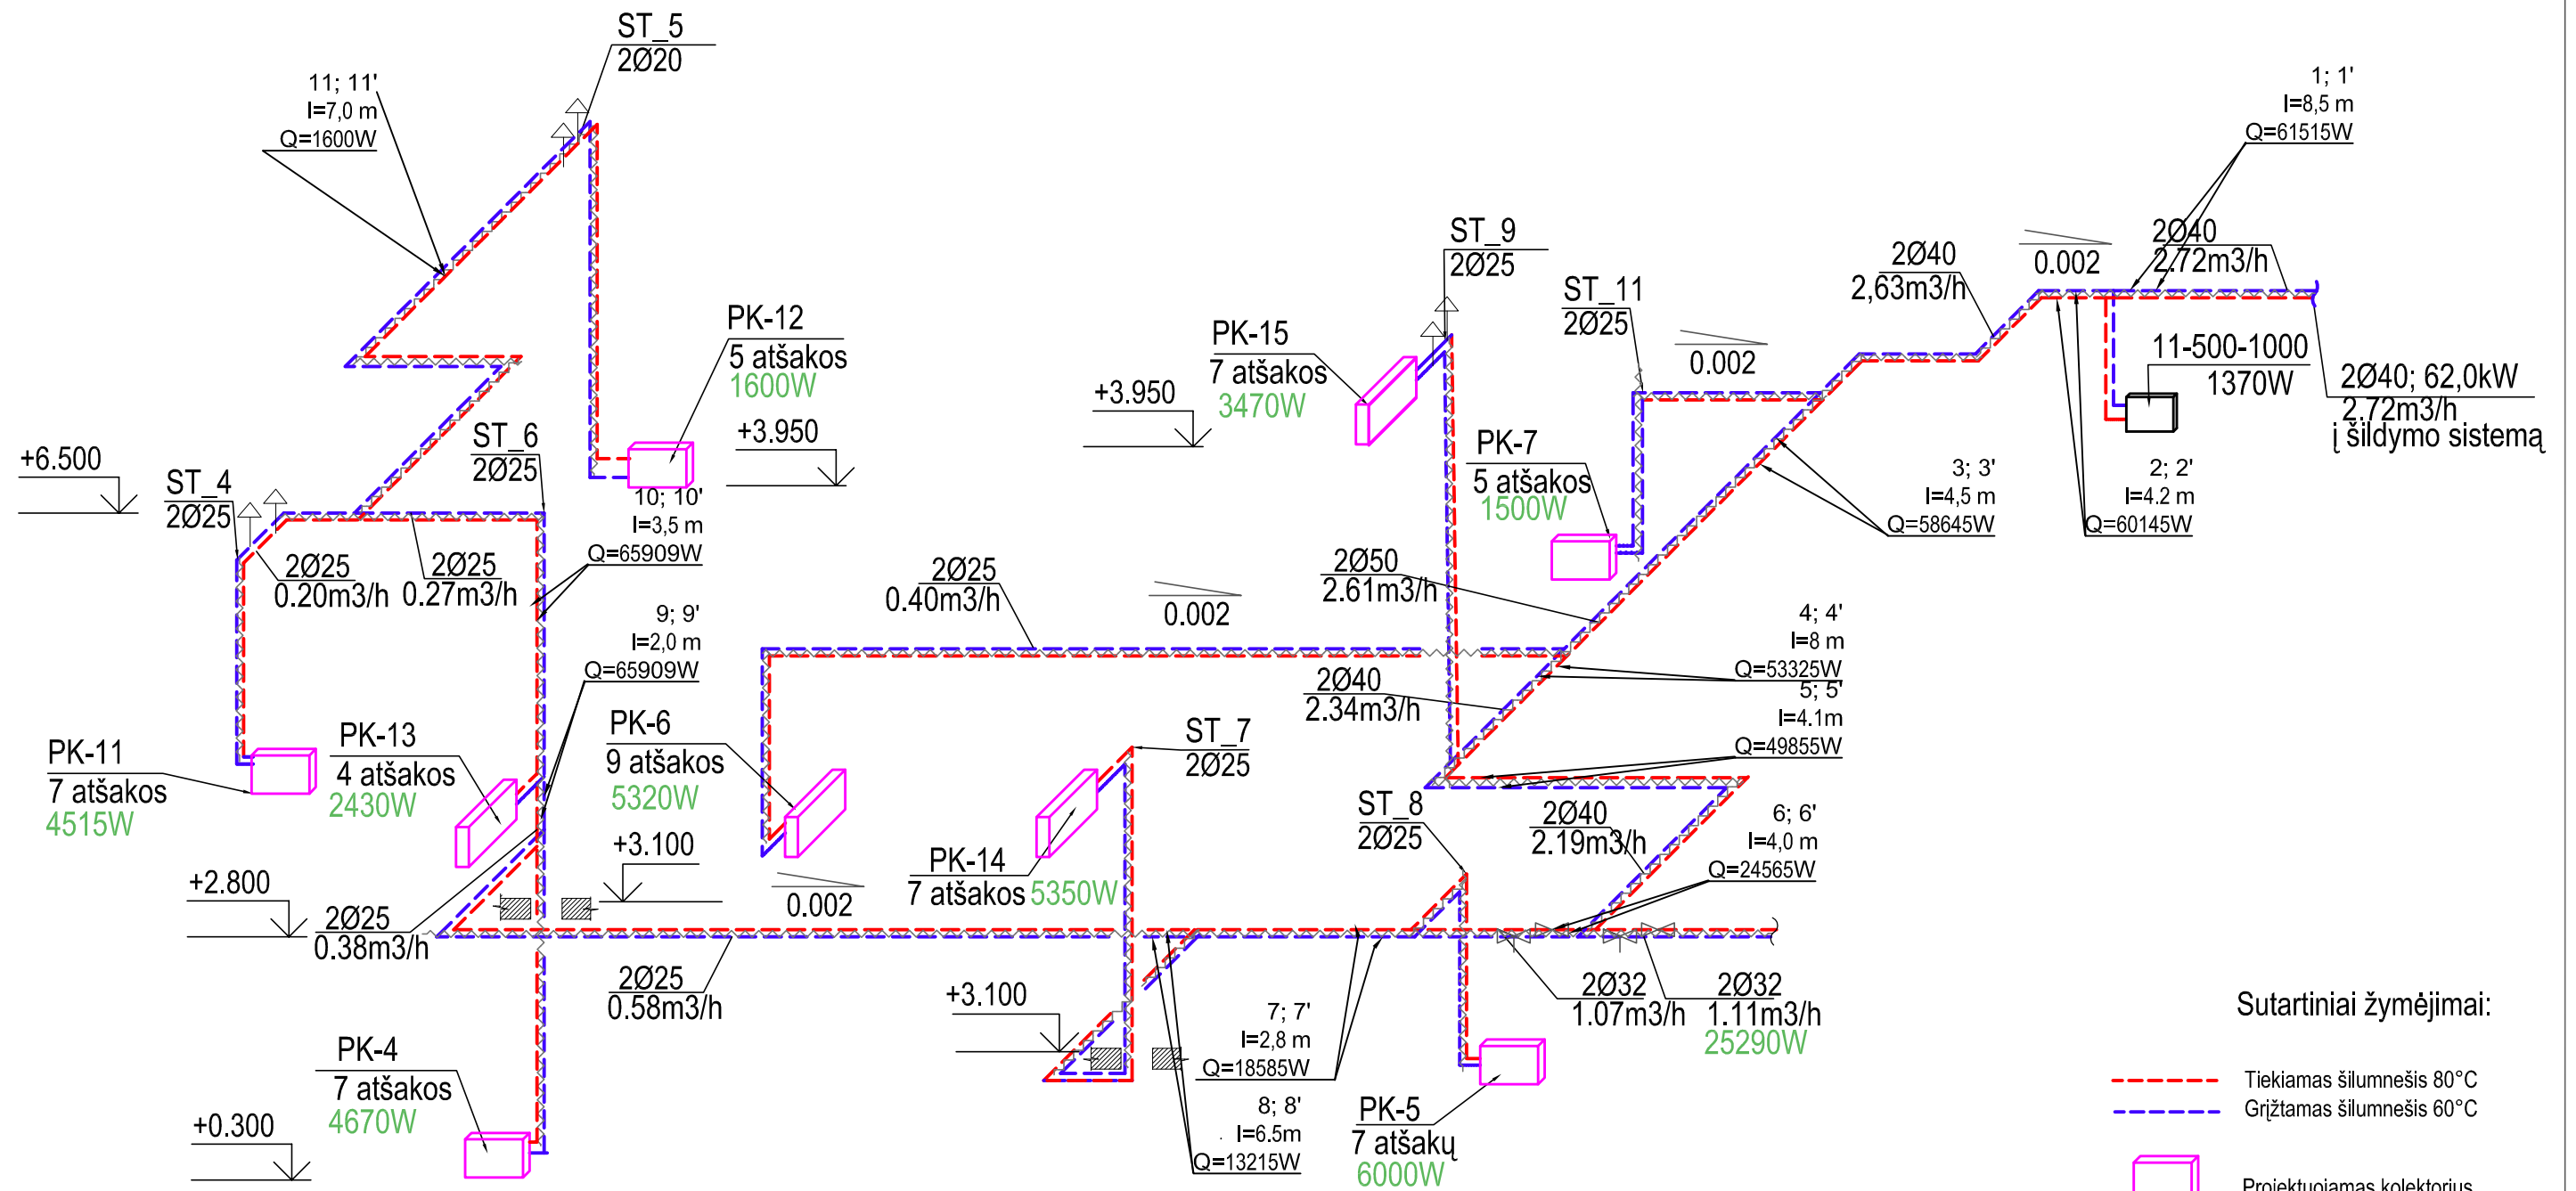 ST_5
2Ø20
11; 11'
l=7,0 m
Q=1600W
1; 1'
l=8,5 m
Q=61515W
ST_9
2Ø25
2Ø40
2,63m3/h
0.002
2Ø40
2.72m3/h
ST_11
2Ø25
0.002
PK-12
5 atšakos
1600W
+3.950
PK-15
7 atšakos
3470W
+3.950
11-500-1000
1370W
2Ø40; 62,0kW
2.72m3/h
į šildymo sistemą
+6.500
ST_4
2Ø25
ST_6
2Ø25
10; 10'
l=3,5 m
Q=65909W
PK-7
5 atšakos
1500W
3; 3'
l=4,5 m
Q=58645W
2; 2'
l=4.2 m
Q=60145W
2Ø25
0.20m3/h
2Ø25
0.27m3/h
2Ø25
0.40m3/h
0.002
2Ø50
2.61m3/h
9; 9'
l=2,0 m
Q=65909W
4; 4'
l=8 m
Q=53325W
2Ø40
2.34m3/h
5; 5'
l=4.1m
Q=49855W
PK-11
7 atšakos
4515W
PK-13
4 atšakos
2430W
PK-6
9 atšakos
5320W
ST_7
2Ø25
ST_8
2Ø25
2Ø40
2.19m3/h
6; 6'
l=4,0 m
Q=24565W
+3.100
PK-14
7 atšakos 5350W
0.002
+2.800
2Ø25
0.38m3/h
2Ø25
0.58m3/h
+3.100
7; 7'
l=2,8 m
Q=18585W
2Ø32
1.07m3/h
2Ø32
1.11m3/h
25290W
Sutartiniai žymėjimai:
PK-4
7 atšakos
4670W
+0.300
8; 8'
l=6.5m
Q=13215W
PK-5
7 atšakų
6000W
Tiekiamas šilumnešis 80°C
Grįžtamas šilumnešis 60°C
Projektuojamas kolektorius